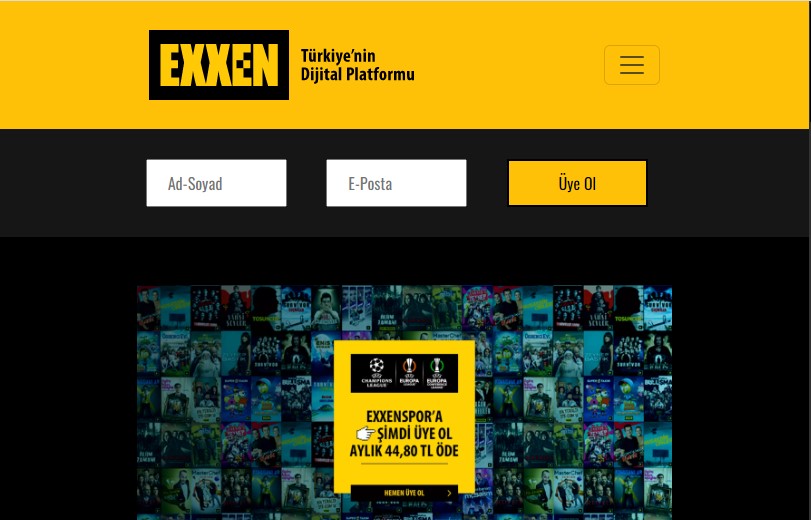 EXXEN
Türkiye'nin
Dijital Platformu
Ad-Soyad
E-Posta
Üye Ol
CHAMPIONS
LEAGUE
EUROPA
LEAGUE
EUROPA
CONFERENCE
LEAGUE
EXXENSPOR'A
ŞİMDİ ÜYE OL
AYLIK 44,80 TL ÖDE
HEMEN ÜYE OL